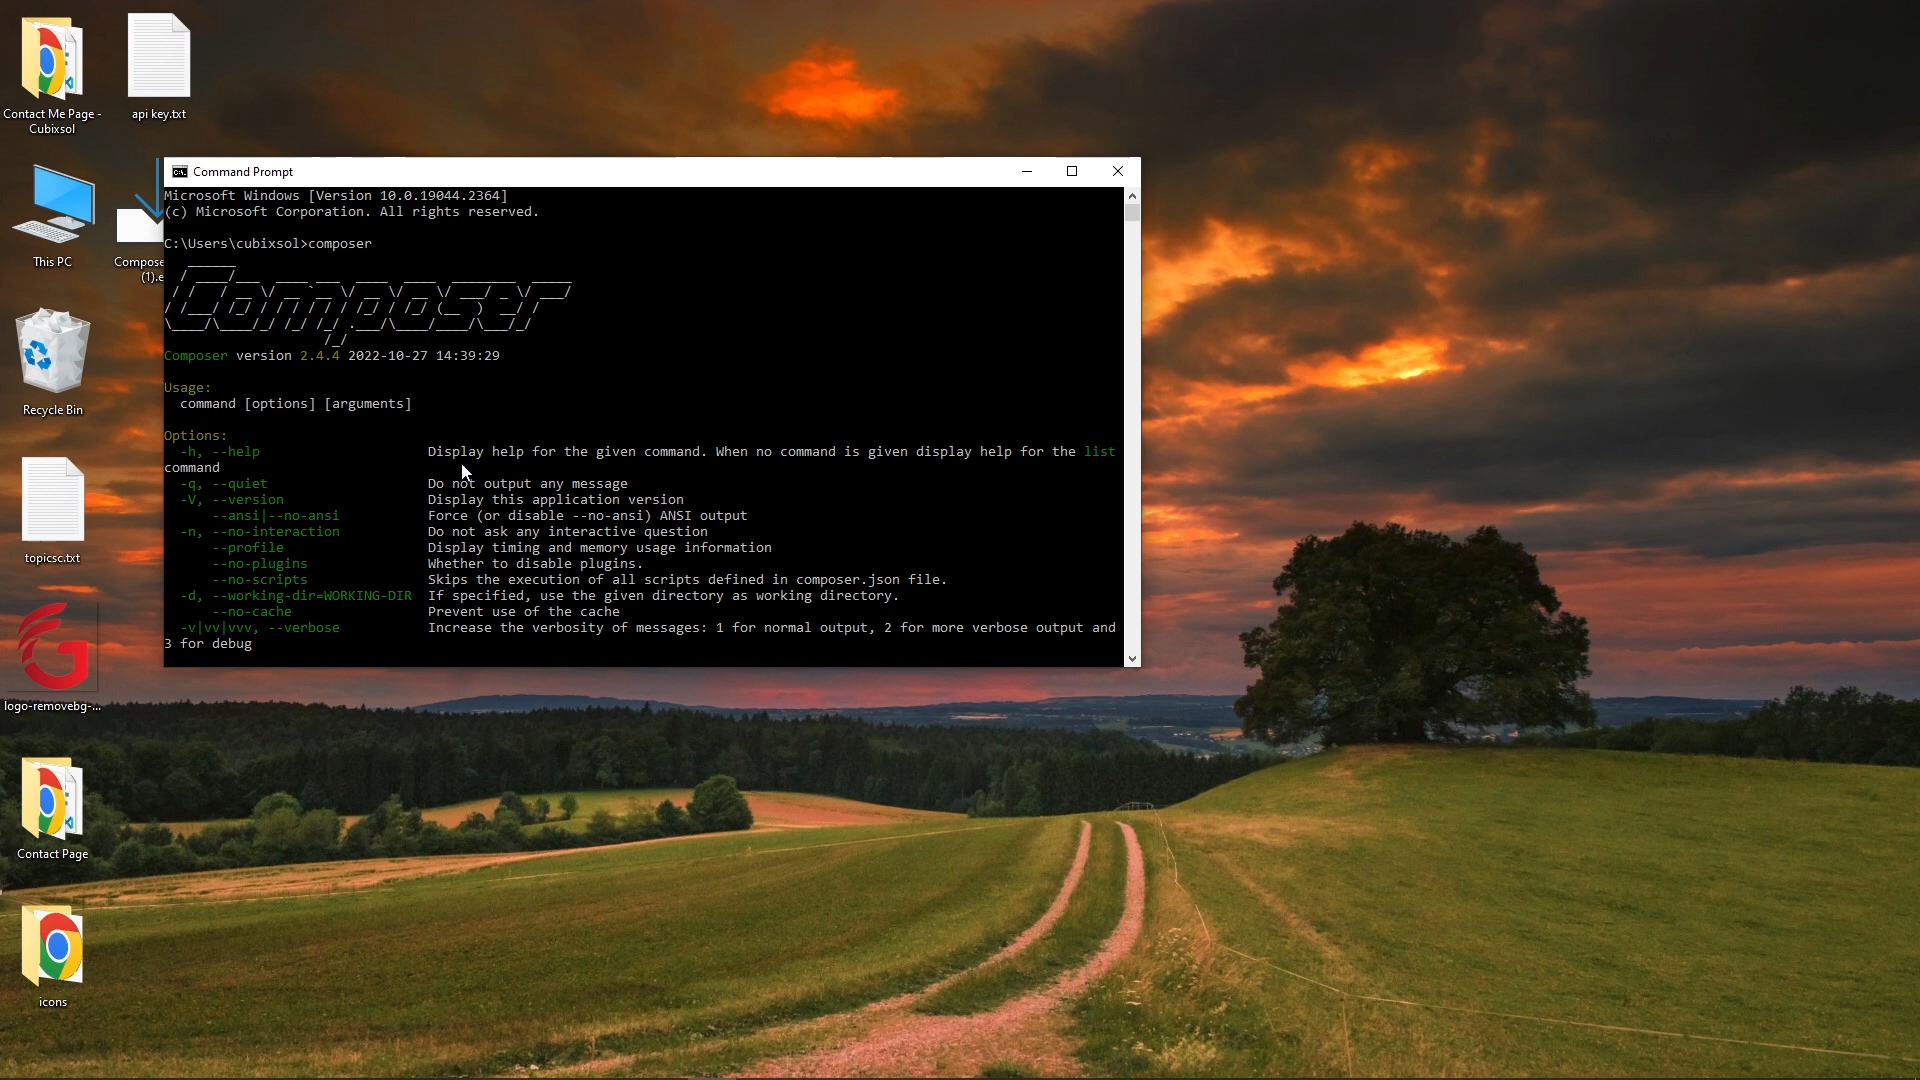 Contact Me Page -
Cubixsol
api key.txt
This PC
Compose
(1).e
Recycle Bin
topicsc.txt
logo-removebg-...
Contact Page
icons
Command Prompt
Microsoft Windows [Version 10.0.19044.2364]
(c) Microsoft Corporation. All rights reserved.
C:\Users\cubixsol>composer
Composer
Composer version 2.4.4 2022-10-27 14:39:29
Usage:
command [options] [arguments]
Options:
-h, --help Display help for the given command. When no command is given display help for the list
command
-q, --quiet Do not output any message
-V, --version Display this application version
--ansi|--no-ansi Force (or disable --no-ansi) ANSI output
-n, --no-interaction Do not ask any interactive question
--profile Display timing and memory usage information
--no-plugins Whether to disable plugins.
--no-scripts Skips the execution of all scripts defined in composer.json file.
-d, --working-dir=WORKING-DIR If specified, use the given directory as working directory.
--no-cache Prevent use of the cache
-v|vv|vvv, --verbose Increase the verbosity of messages: 1 for normal output, 2 for more verbose output and
3 for debug